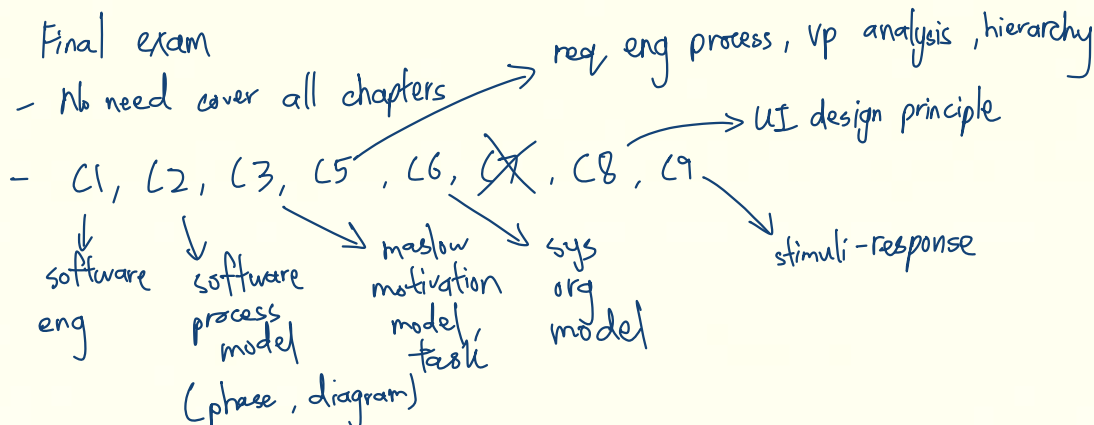 Final exam
- No need cover all chapters
req eng process, vp analysis, hierarchy
UI design principle
- C1, C2, C3, C5, C6, C7, C8, C9
software
eng
software
process
model
(phase, diagram)
maslow
motivation
model,
task
sys
org
model
stimuli-response